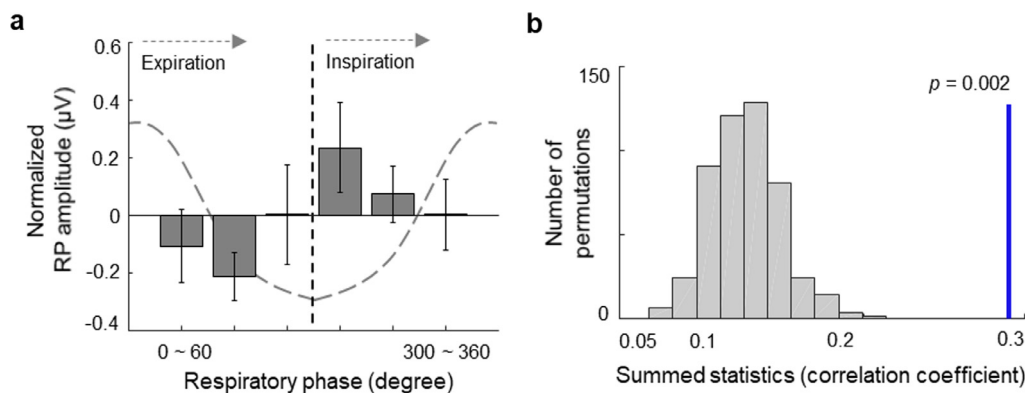 a
Expiration
Inspiration
Normalized
RP amplitude (µV)
0.6
0.4
0.2
0
-0.2
-0.4
0 ~ 60
300 ~ 360
Respiratory phase (degree)
b
p = 0.002
Number of
permutations
150
0
0.05
0.1
0.2
0.3
Summed statistics (correlation coefficient)